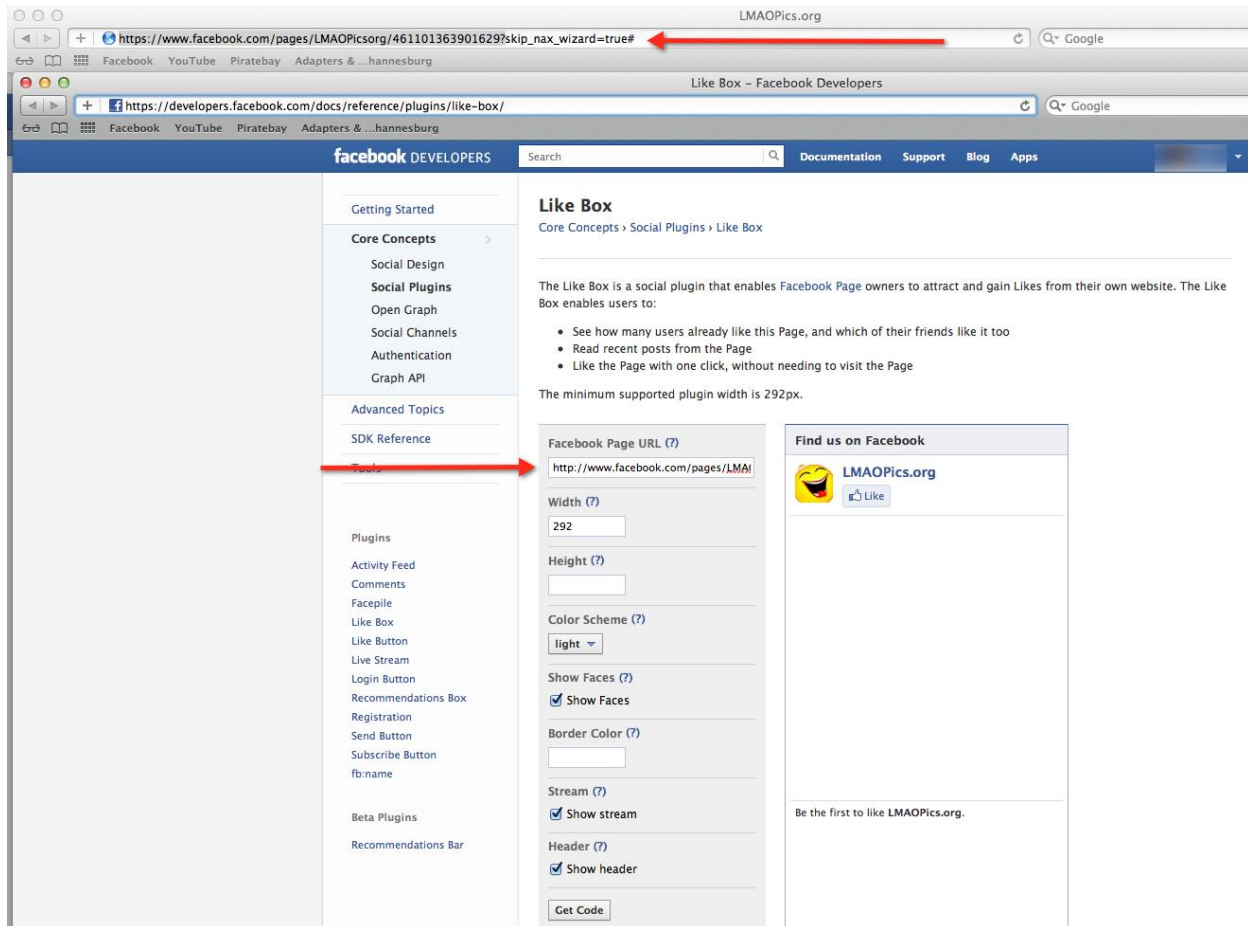 LMAOPics.org
https://www.facebook.com/pages/LMAOPicsorg/461101363901629?skip_nax_wizard=true#
Google
Facebook YouTube Piratebay Adapters & ...hannesburg
Like Box – Facebook Developers
https://developers.facebook.com/docs/reference/plugins/like-box/
Google
Facebook YouTube Piratebay Adapters & ...hannesburg
facebook DEVELOPERS
Search
Documentation Support Blog Apps
Getting Started
Core Concepts
Social Design
Social Plugins
Open Graph
Social Channels
Authentication
Graph API
Advanced Topics
SDK Reference
Tools
Plugins
Activity Feed
Comments
Facepile
Like Box
Like Button
Live Stream
Login Button
Recommendations Box
Registration
Send Button
Subscribe Button
fb:name
Beta Plugins
Recommendations Bar
Like Box
Core Concepts › Social Plugins › Like Box
The Like Box is a social plugin that enables Facebook Page owners to attract and gain Likes from their own website. The Like
Box enables users to:
• See how many users already like this Page, and which of their friends like it too
• Read recent posts from the Page
• Like the Page with one click, without needing to visit the Page
The minimum supported plugin width is 292px.
Facebook Page URL (?)
http://www.facebook.com/pages/LMA
Width (?)
292
Height (?)
Color Scheme (?)
light
Show Faces (?)
Show Faces
Border Color (?)
Stream (?)
Show stream
Header (?)
Show header
Get Code
Find us on Facebook
LMAOPics.org
Like
Be the first to like LMAOPics.org.